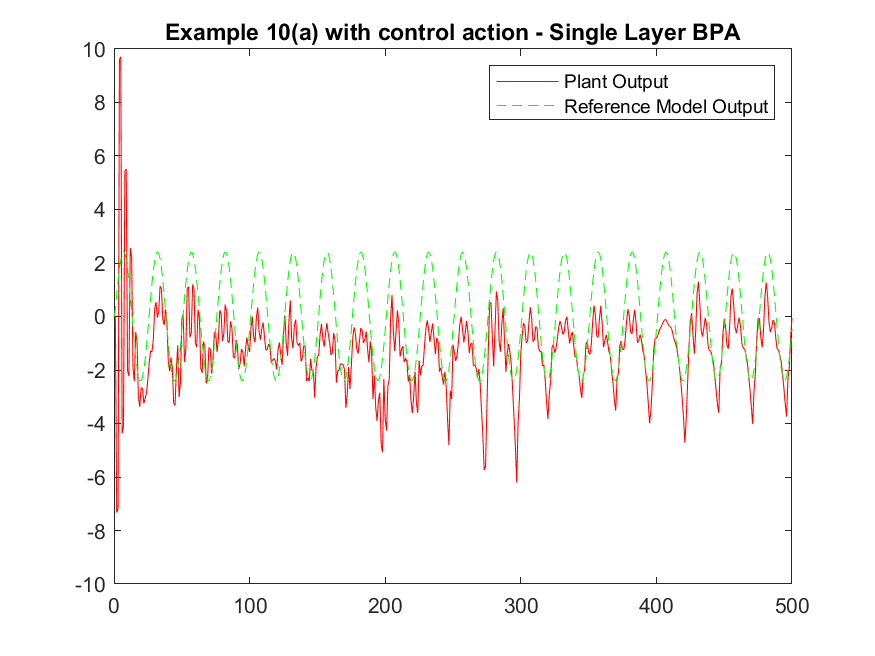 Example 10(a) with control action - Single Layer BPA
Plant Output
Reference Model Output
10
8
6
4
2
0
-2
-4
-6
-8
-10
0 100 200 300 400 500